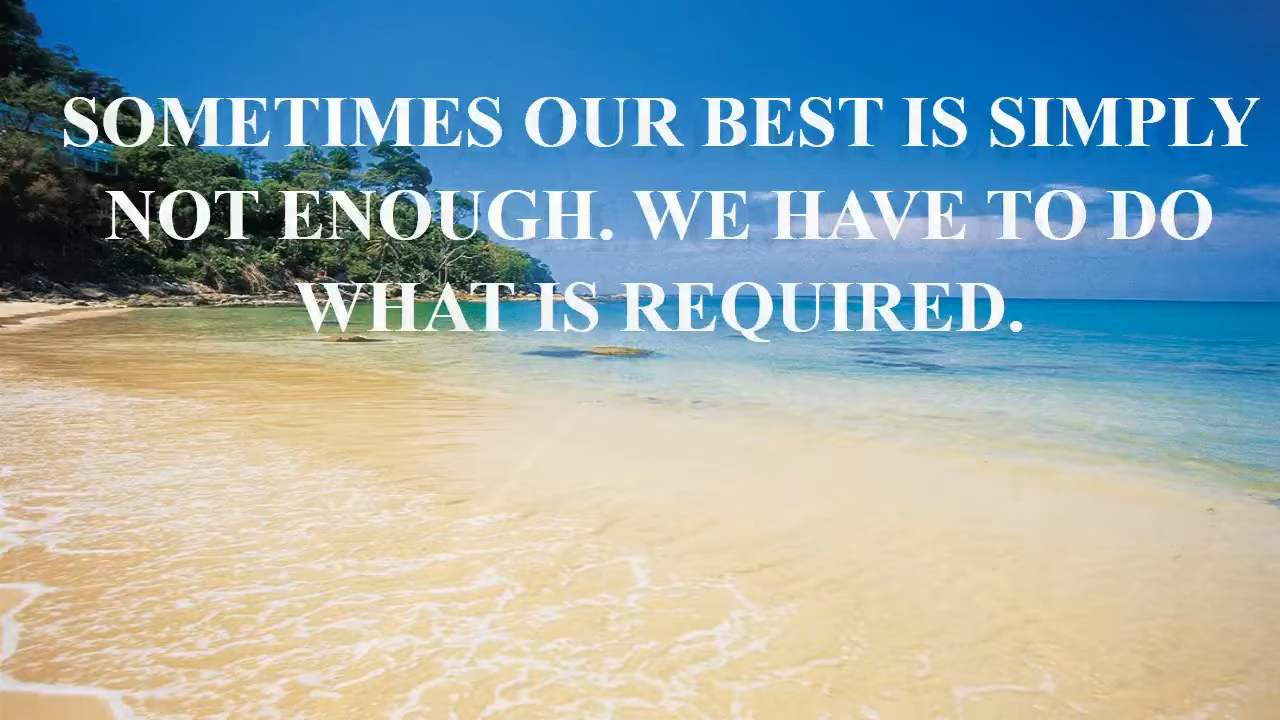 SOMETIMES OUR BEST IS SIMPLY
NOT ENOUGH. WE HAVE TO DO
WHAT IS REQUIRED.